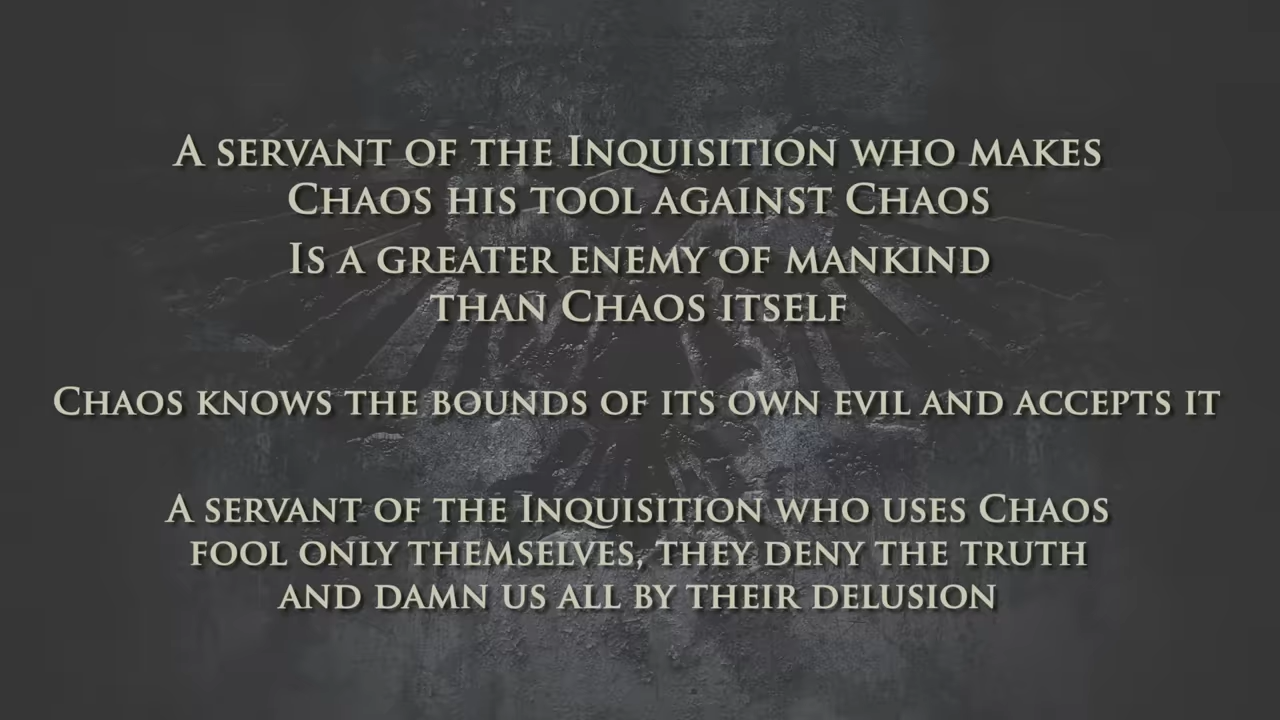 A servant of the Inquisition who makes
Chaos his tool against Chaos
Is a greater enemy of mankind
than Chaos itself
Chaos knows the bounds of its own evil and accepts it
A servant of the Inquisition who uses Chaos
fool only themselves, they deny the truth
and damn us all by their delusion